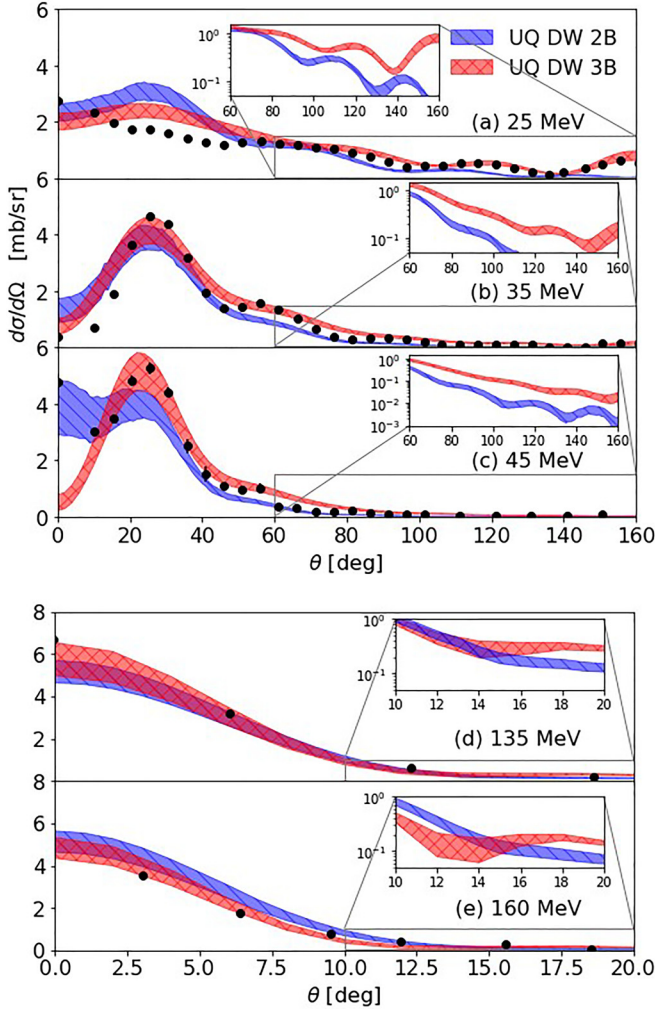 6
4
2
10⁰
10⁻¹
60 80 100 120 140 160
UQ DW 2B
UQ DW 3B
(a) 25 MeV
6
4
2
10⁰
10⁻¹
60 80 100 120 140 160
(b) 35 MeV
dσ/dΩ [mb/sr]
6
4
2
0
10⁰
10⁻¹
10⁻²
10⁻³
60 80 100 120 140 160
(c) 45 MeV
0 20 40 60 80 100 120 140 160
θ [deg]
8
6
4
2
10⁰
10⁻¹
10 12 14 16 18 20
(d) 135 MeV
8
6
4
2
0
10⁰
10⁻¹
10 12 14 16 18 20
(e) 160 MeV
0.0 2.5 5.0 7.5 10.0 12.5 15.0 17.5 20.0
θ [deg]